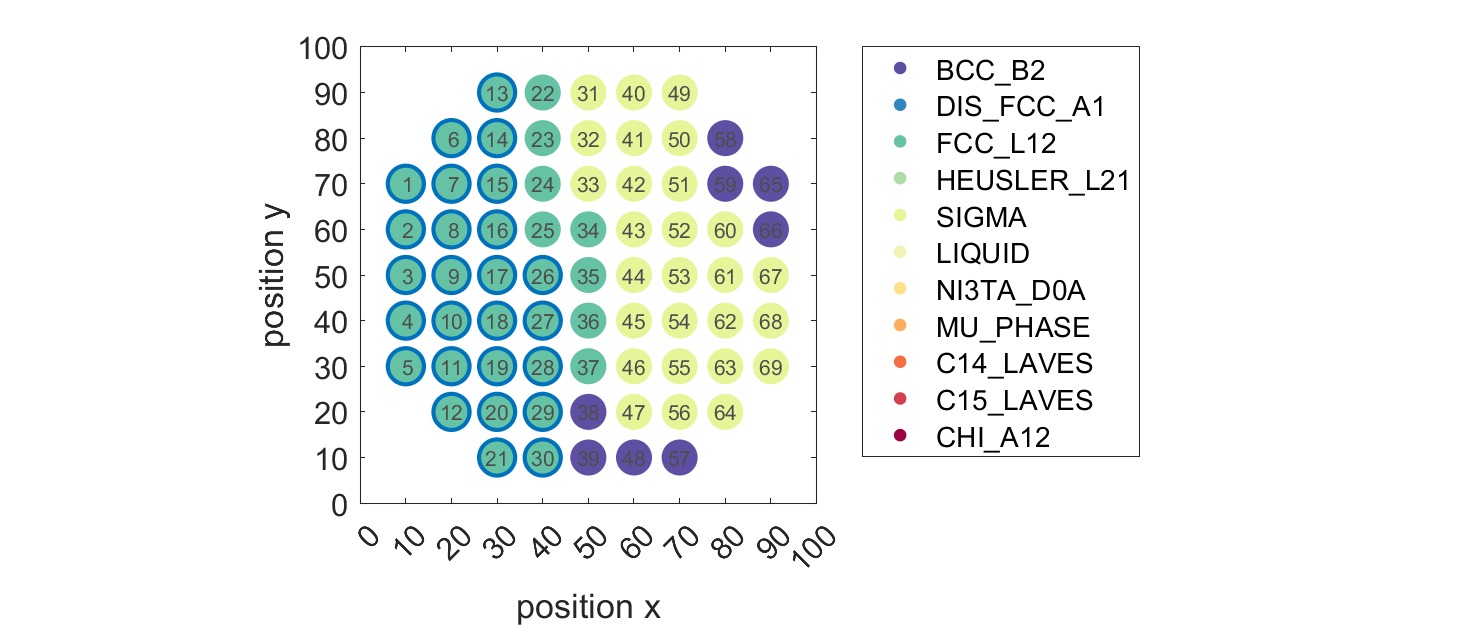 100
90
80
70
60
50
40
30
20
10
0
position y
13 22 31 40 49
6 14 23 32 41 50 58
1 7 15 24 33 42 51 59 65
2 8 16 25 34 43 52 60 66
3 9 17 26 35 44 53 61 67
4 10 18 27 36 45 54 62 68
5 11 19 28 37 46 55 63 69
12 20 29 38 47 56 64
21 30 39 48 57
0 10 20 30 40 50 60 70 80 90 100
position x
BCC_B2
DIS_FCC_A1
FCC_L12
HEUSLER_L21
SIGMA
LIQUID
NI3TA_D0A
MU_PHASE
C14_LAVES
C15_LAVES
CHI_A12